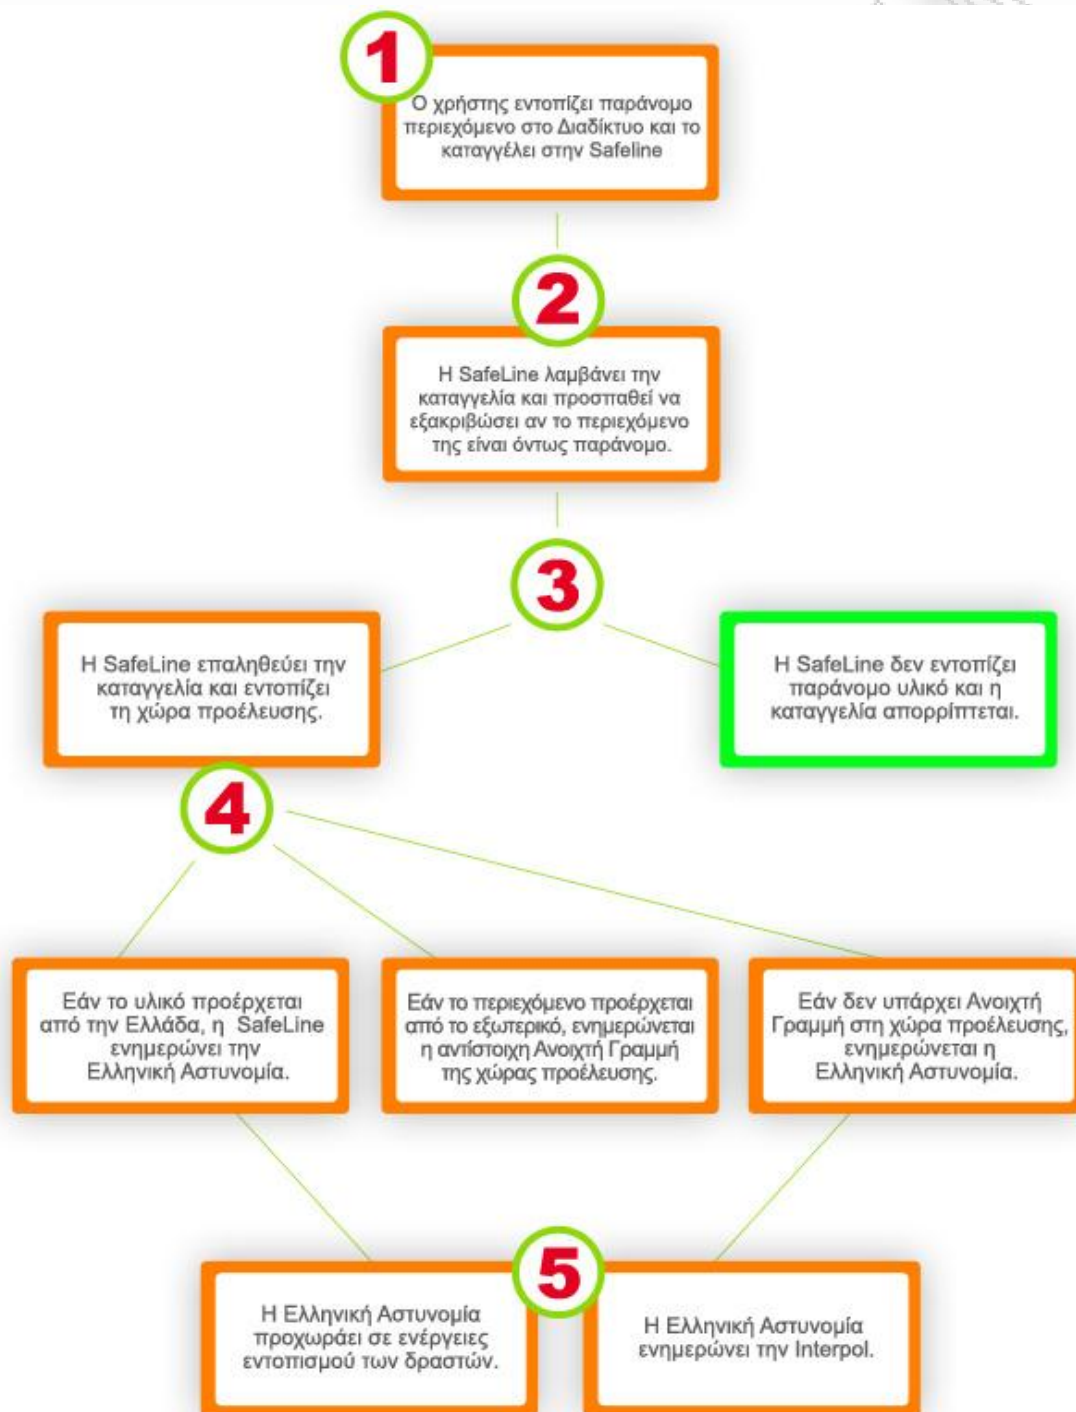 1
Ο χρήστης εντοπίζει παράνομο
περιεχόμενο στο Διαδίκτυο και το
καταγγέλει στην Safeline
2
Η SafeLine λαμβάνει την
καταγγελία και προσπαθεί να
εξακριβώσει αν το περιεχόμενο
της είναι όντως παράνομο.
3
Η SafeLine επαληθεύει την
καταγγελία και εντοπίζει
τη χώρα προέλευσης.
Η SafeLine δεν εντοπίζει
παράνομο υλικό και η
καταγγελία απορρίπτεται.
4
Εάν το υλικό προέρχεται
από την Ελλάδα, η SafeLine
ενημερώνει την
Ελληνική Αστυνομία.
Εάν το περιεχόμενο προέρχεται
από το εξωτερικό, ενημερώνεται
η αντίστοιχη Ανοιχτή Γραμμή
της χώρας προέλευσης.
Εάν δεν υπάρχει Ανοιχτή
Γραμμή στη χώρα προέλευσης,
ενημερώνεται η
Ελληνική Αστυνομία.
5
Η Ελληνική Αστυνομία
προχωράει σε ενέργειες
εντοπισμού των δραστών.
Η Ελληνική Αστυνομία
ενημερώνει την Interpol.